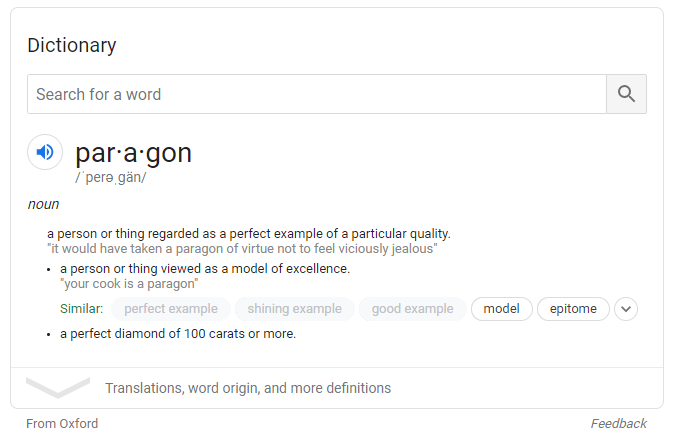 Dictionary
Search for a word
par·a·gon
/ˈperəˌɡän/
noun
a person or thing regarded as a perfect example of a particular quality.
"it would have taken a paragon of virtue not to feel viciously jealous"
• a person or thing viewed as a model of excellence.
"your cook is a paragon"
Similar: perfect example shining example good example model epitome
• a perfect diamond of 100 carats or more.
Translations, word origin, and more definitions
From Oxford Feedback